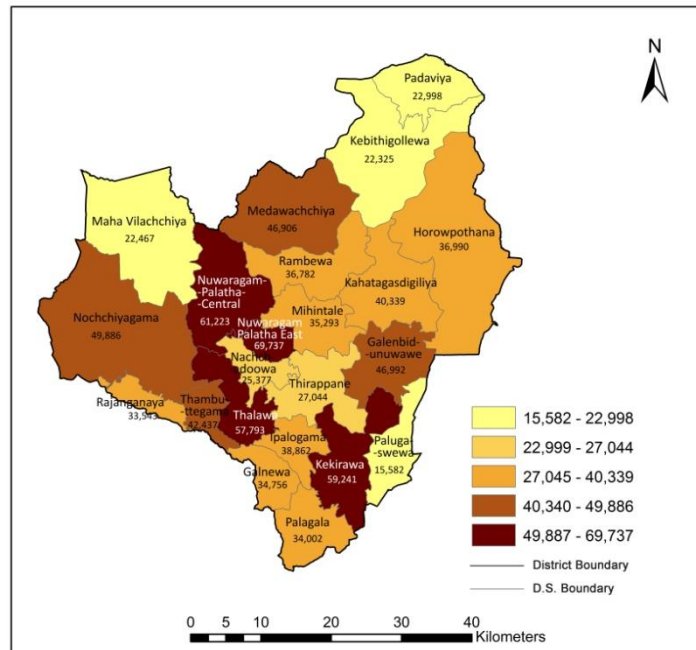 N
Padaviya
22,998
Kebithigollewa
22,325
Medawachchiya
46,906
Maha Vilachchiya
22,467
Horowpothana
36,990
Rambewa
36,782
Kahatagasdigiliya
40,339
Nuwaragam-
-Palatha-
-Central
61,223
Mihintale
35,293
Nochchiyagama
49,886
Nuwaragam
Palatha East
69,737
Galenbid-
-unuwawe
46,992
Nachch
adoowa
25,377
Thirappane
27,044
Rajanganaya
33,543
Thambu-
-ttegama
42,437
Thalawa
57,793
Ipalogama
38,862
Paluga-
-swewa
15,582
Kekirawa
59,241
Galnewa
34,756
Palagala
34,002
15,582 - 22,998
22,999 - 27,044
27,045 - 40,339
40,340 - 49,886
49,887 - 69,737
District Boundary
D.S. Boundary
0 5 10 20 30 40
Kilometers